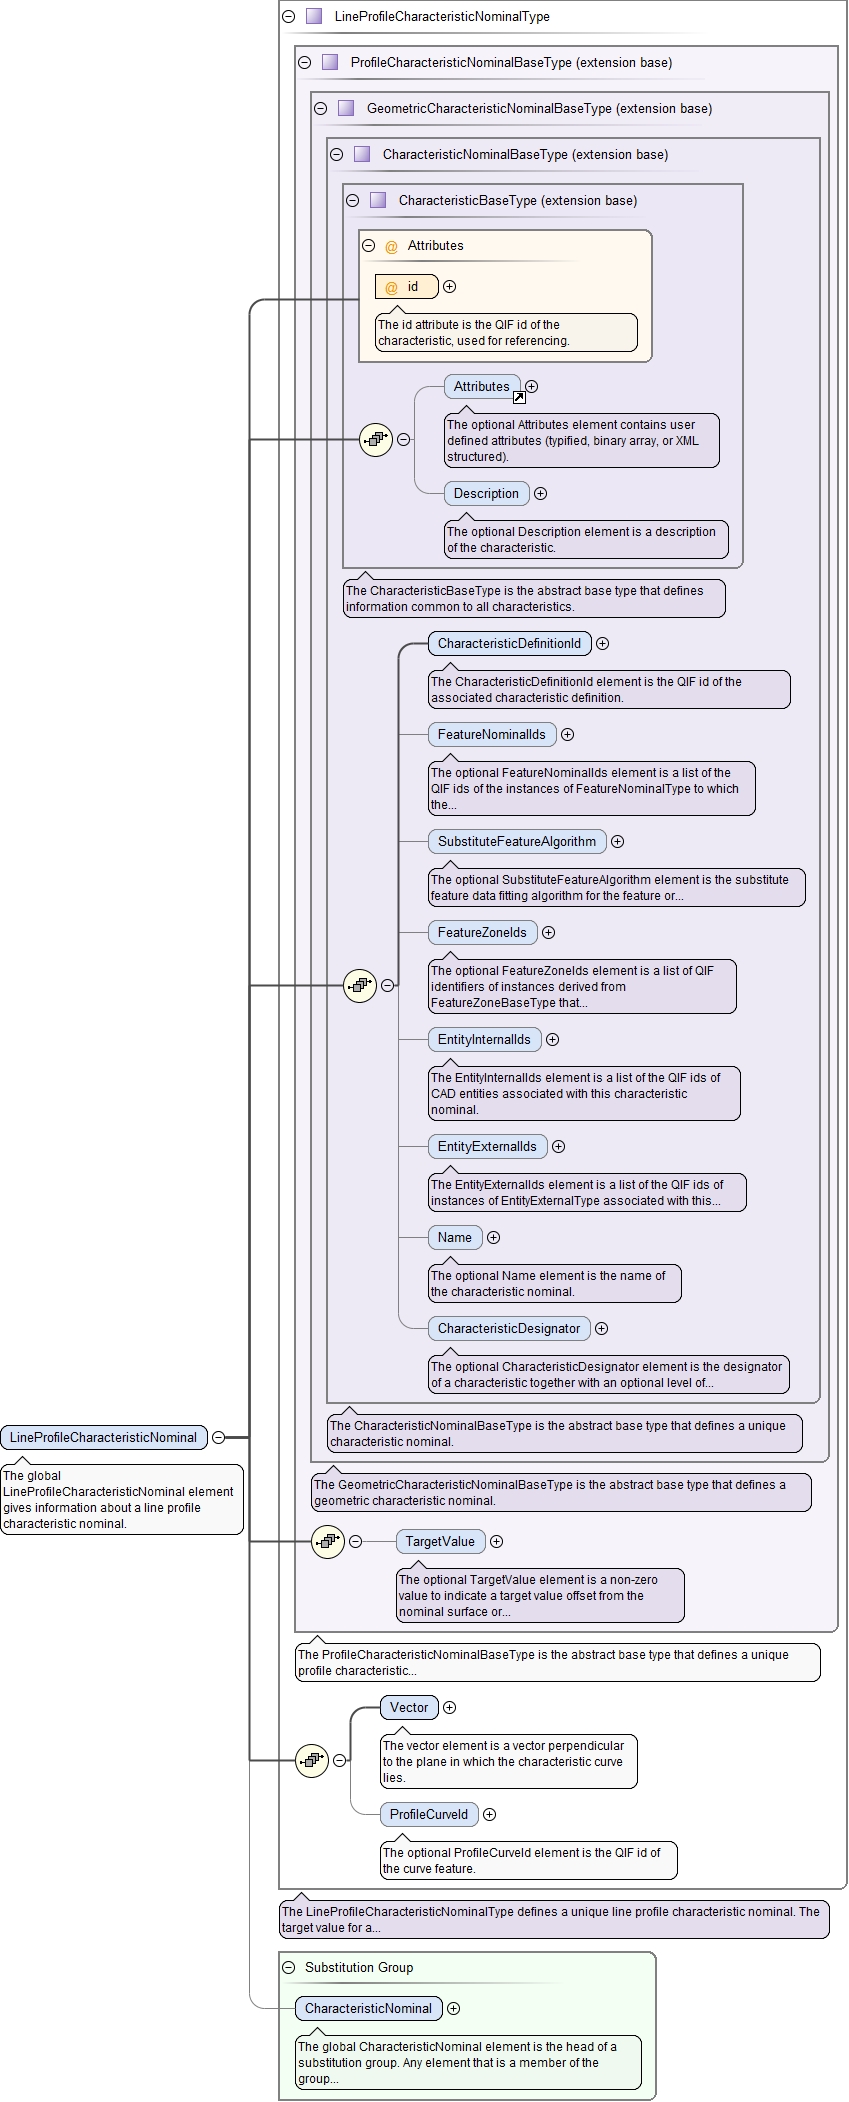 LineProfileCharacteristicNominalType
ProfileCharacteristicNominalBaseType (extension base)
GeometricCharacteristicNominalBaseType (extension base)
CharacteristicNominalBaseType (extension base)
CharacteristicBaseType (extension base)
@ Attributes
@ id
The id attribute is the QIF id of the
characteristic, used for referencing.
Attributes
The optional Attributes element contains user
defined attributes (typified, binary array, or XML
structured).
Description
The optional Description element is a description
of the characteristic.
The CharacteristicBaseType is the abstract base type that defines
information common to all characteristics.
CharacteristicDefinitionId
The CharacteristicDefinitionId element is the QIF id of the
associated characteristic definition.
FeatureNominalIds
The optional FeatureNominalIds element is a list of the
QIF ids of the instances of FeatureNominalType to which
the...
SubstituteFeatureAlgorithm
The optional SubstituteFeatureAlgorithm element is the substitute
feature data fitting algorithm for the feature or...
FeatureZoneIds
The optional FeatureZoneIds element is a list of QIF
identifiers of instances derived from
FeatureZoneBaseType that...
EntityInternalIds
The EntityInternalIds element is a list of the QIF ids of
CAD entities associated with this characteristic
nominal.
EntityExternalIds
The EntityExternalIds element is a list of the QIF ids of
instances of EntityExternalType associated with this...
Name
The optional Name element is the name of
the characteristic nominal.
CharacteristicDesignator
The optional CharacteristicDesignator element is the designator
of a characteristic together with an optional level of...
The CharacteristicNominalBaseType is the abstract base type that defines a unique
characteristic nominal.
LineProfileCharacteristicNominal
The global
LineProfileCharacteristicNominal element
gives information about a line profile
characteristic nominal.
The GeometricCharacteristicNominalBaseType is the abstract base type that defines a
geometric characteristic nominal.
TargetValue
The optional TargetValue element is a non-zero
value to indicate a target value offset from the
nominal surface or...
The ProfileCharacteristicNominalBaseType is the abstract base type that defines a unique
profile characteristic...
Vector
The vector element is a vector perpendicular
to the plane in which the characteristic curve
lies.
ProfileCurveId
The optional ProfileCurveId element is the QIF id of
the curve feature.
The LineProfileCharacteristicNominalType defines a unique line profile characteristic nominal. The
target value for a...
Substitution Group
CharacteristicNominal
The global CharacteristicNominal element is the head of a
substitution group. Any element that is a member of the
group...